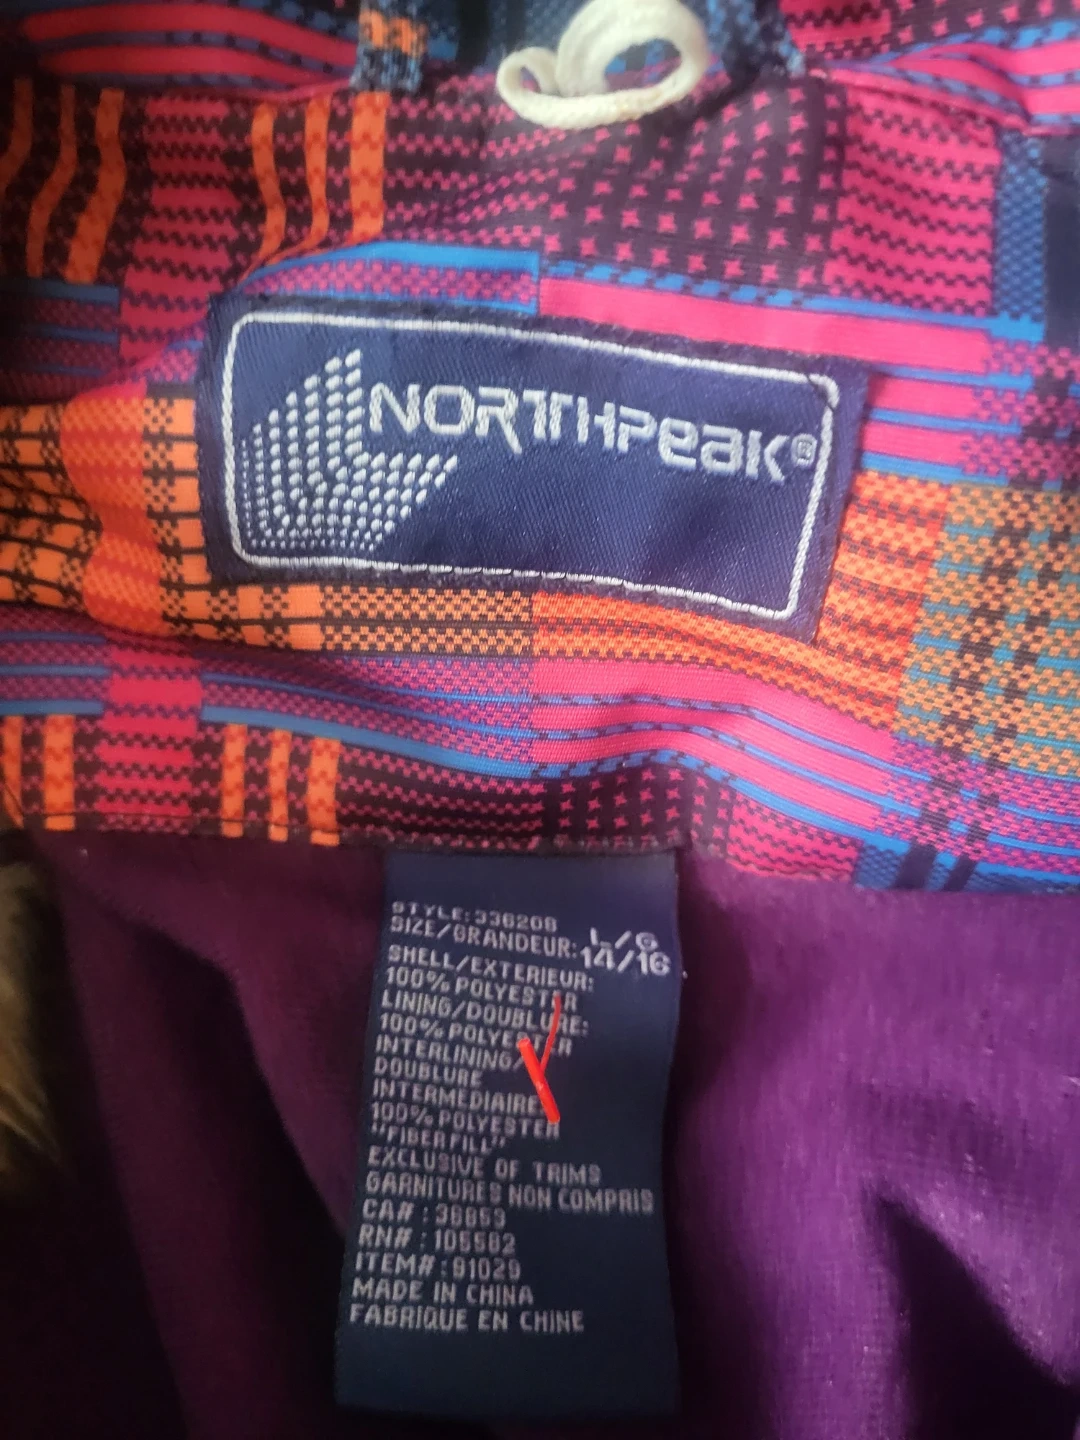 NORTHPeaK®
STYLE:336208
SIZE/GRANDEUR: L/G
14/16
SHELL/EXTERIEUR:
100% POLYESTER
LINING/DOUBLURE:
100% POLYESTER
INTERLINING/
DOUBLURE
INTERMEDIAIRE
100% POLYESTER
"FIBERFILL"
EXCLUSIVE OF TRIMS
GARNITURES NON COMPRIS
CA# : 38853
RN# : 105582
ITEM# : 91029
MADE IN CHINA
FABRIQUE EN CHINE